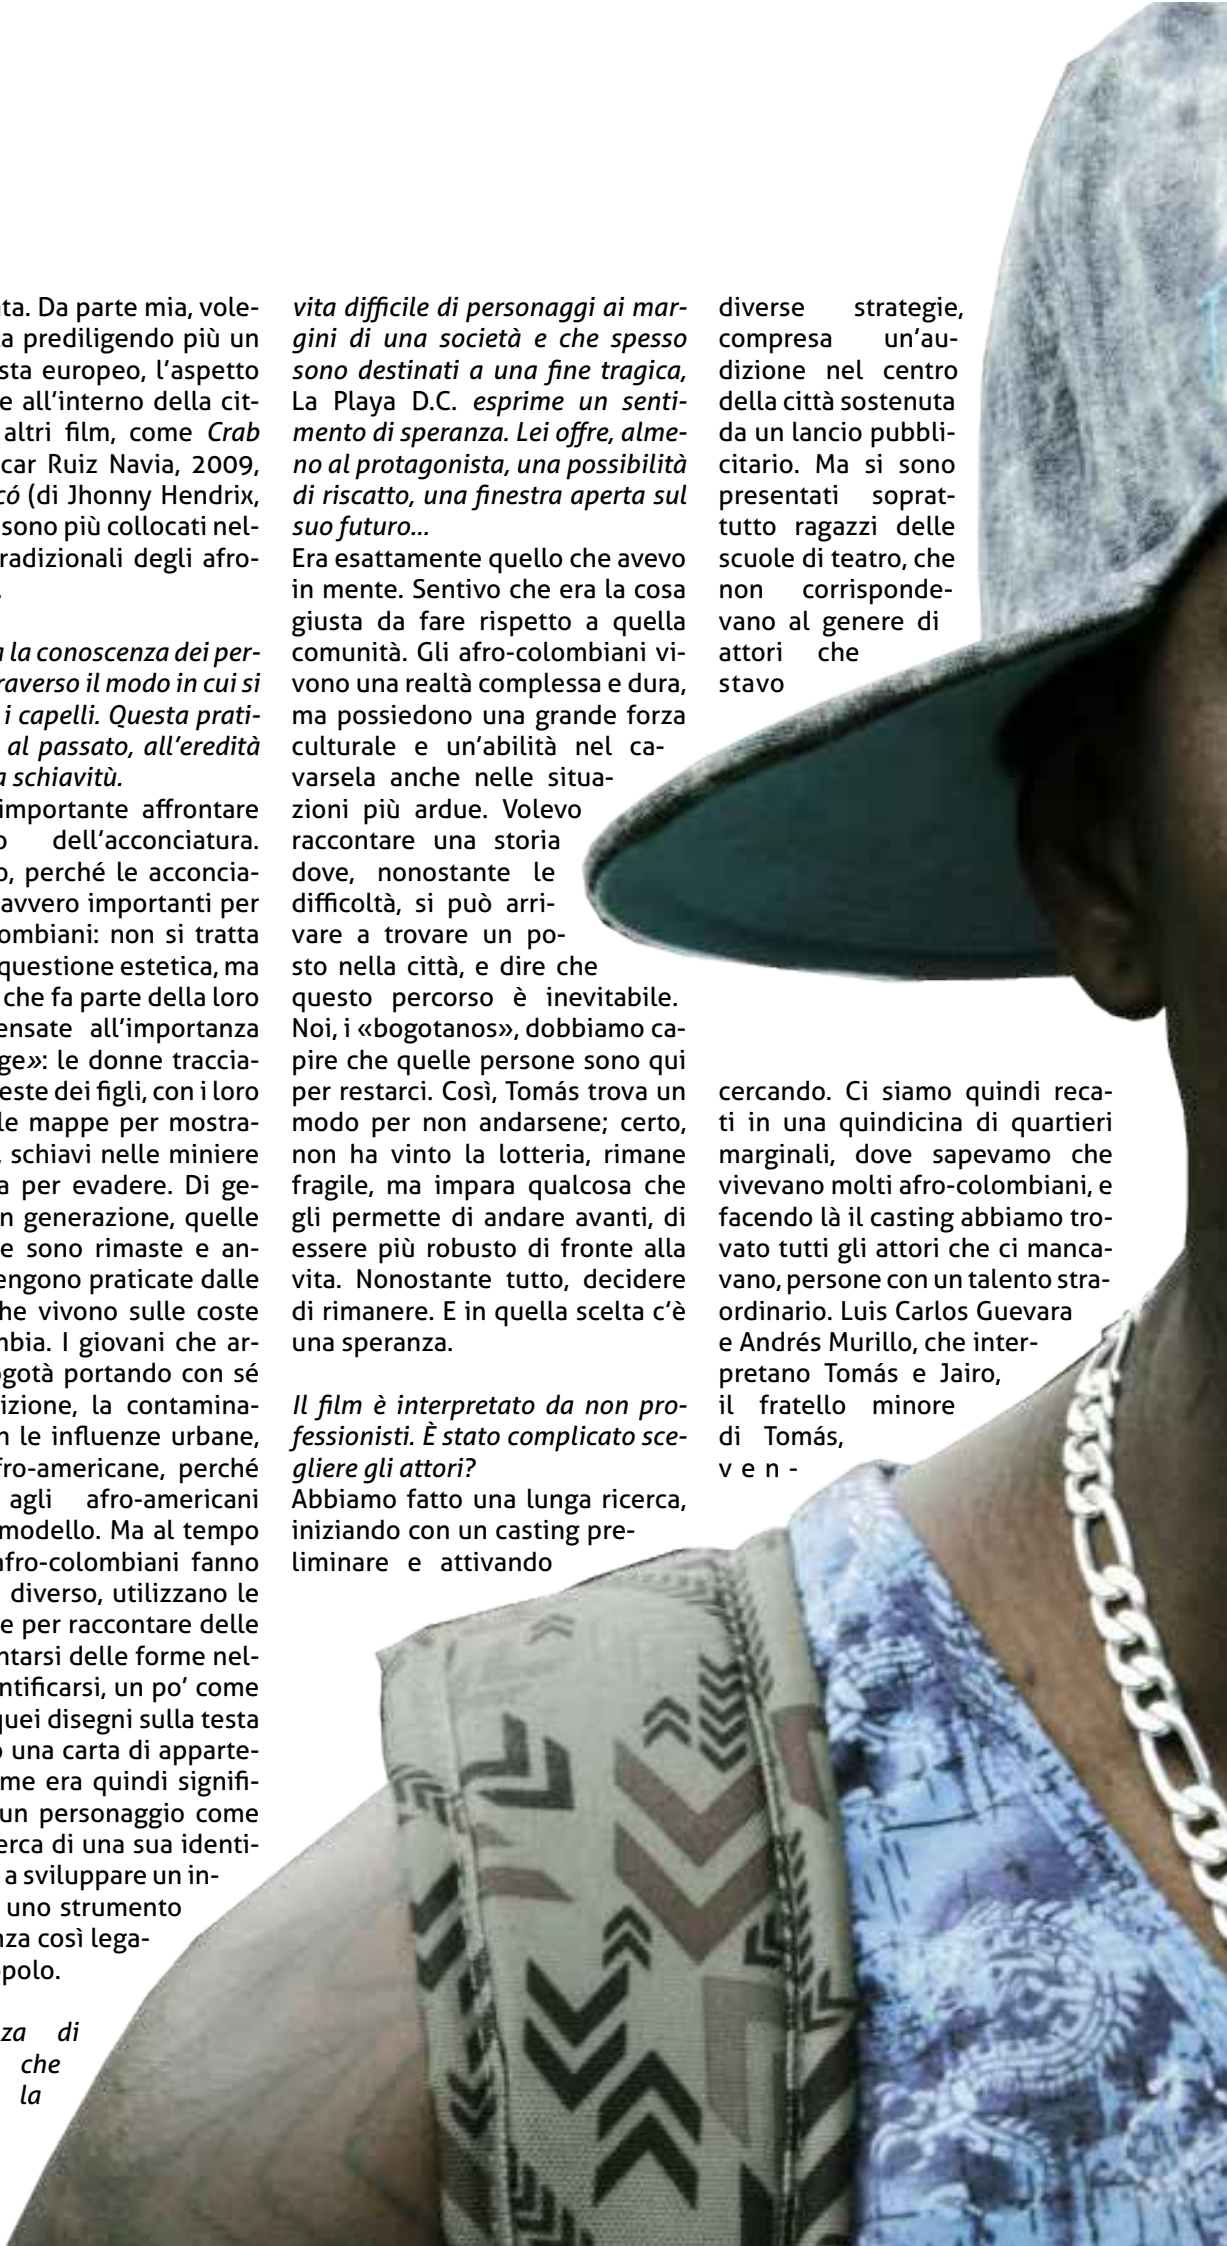 ta. Da parte mia, vole-
a prediligendo più un
sta europeo, l'aspetto
e all'interno della cit-
altri film, come Crab
car Ruiz Navia, 2009,
có (di Jhonny Hendrix,
sono più collocati nel-
radizionali degli afro-
.
a la conoscenza dei per-
raverso il modo in cui si
i capelli. Questa prati-
al passato, all'eredità
a schiavitù.
importante affrontare
o dell'acconciatura.
o, perché le acconcia-
avvero importanti per
ombiani: non si tratta
questione estetica, ma
che fa parte della loro
ensate all'importanza
ge»: le donne traccia-
este dei figli, con i loro
le mappe per mostra-
, schiavi nelle miniere
a per evadere. Di ge-
n generazione, quelle
e sono rimaste e an-
engono praticate dalle
he vivono sulle coste
mbia. I giovani che ar-
ogotà portando con sé
izione, la contamina-
n le influenze urbane,
fro-americane, perché
agli afro-americani
modello. Ma al tempo
afro-colombiani fanno
diverso, utilizzano le
e per raccontare delle
ntarsi delle forme nel-
ntificarsi, un po' come
quei disegni sulla testa
o una carta di apparte-
me era quindi signifi-
un personaggio come
erca di una sua identi-
a sviluppare un in-
uno strumento
nza così lega-
polo.
za di
che
la
vita difficile di personaggi ai mar-
gini di una società e che spesso
sono destinati a una fine tragica,
La Playa D.C. esprime un senti-
mento di speranza. Lei offre, alme-
no al protagonista, una possibilità
di riscatto, una finestra aperta sul
suo futuro...
Era esattamente quello che avevo
in mente. Sentivo che era la cosa
giusta da fare rispetto a quella
comunità. Gli afro-colombiani vi-
vono una realtà complessa e dura,
ma possiedono una grande forza
culturale e un'abilità nel ca-
varsela anche nelle situa-
zioni più ardue. Volevo
raccontare una storia
dove, nonostante le
difficoltà, si può arri-
vare a trovare un po-
sto nella città, e dire che
questo percorso è inevitabile.
Noi, i «bogotanos», dobbiamo ca-
pire che quelle persone sono qui
per restarci. Così, Tomás trova un
modo per non andarsene; certo,
non ha vinto la lotteria, rimane
fragile, ma impara qualcosa che
gli permette di andare avanti, di
essere più robusto di fronte alla
vita. Nonostante tutto, decidere
di rimanere. E in quella scelta c'è
una speranza.
Il film è interpretato da non pro-
fessionisti. È stato complicato sce-
gliere gli attori?
Abbiamo fatto una lunga ricerca,
iniziando con un casting pre-
liminare e attivando
diverse strategie,
compresa un'au-
dizione nel centro
della città sostenuta
da un lancio pubbli-
citario. Ma si sono
presentati soprat-
tutto ragazzi delle
scuole di teatro, che
non corrisponde-
vano al genere di
attori che
stavo
cercando. Ci siamo quindi reca-
ti in una quindicina di quartieri
marginali, dove sapevamo che
vivevano molti afro-colombiani, e
facendo là il casting abbiamo tro-
vato tutti gli attori che ci manca-
vano, persone con un talento stra-
ordinario. Luis Carlos Guevara
e Andrés Murillo, che inter-
pretano Tomás e Jairo,
il fratello minore
di Tomás,
ven-